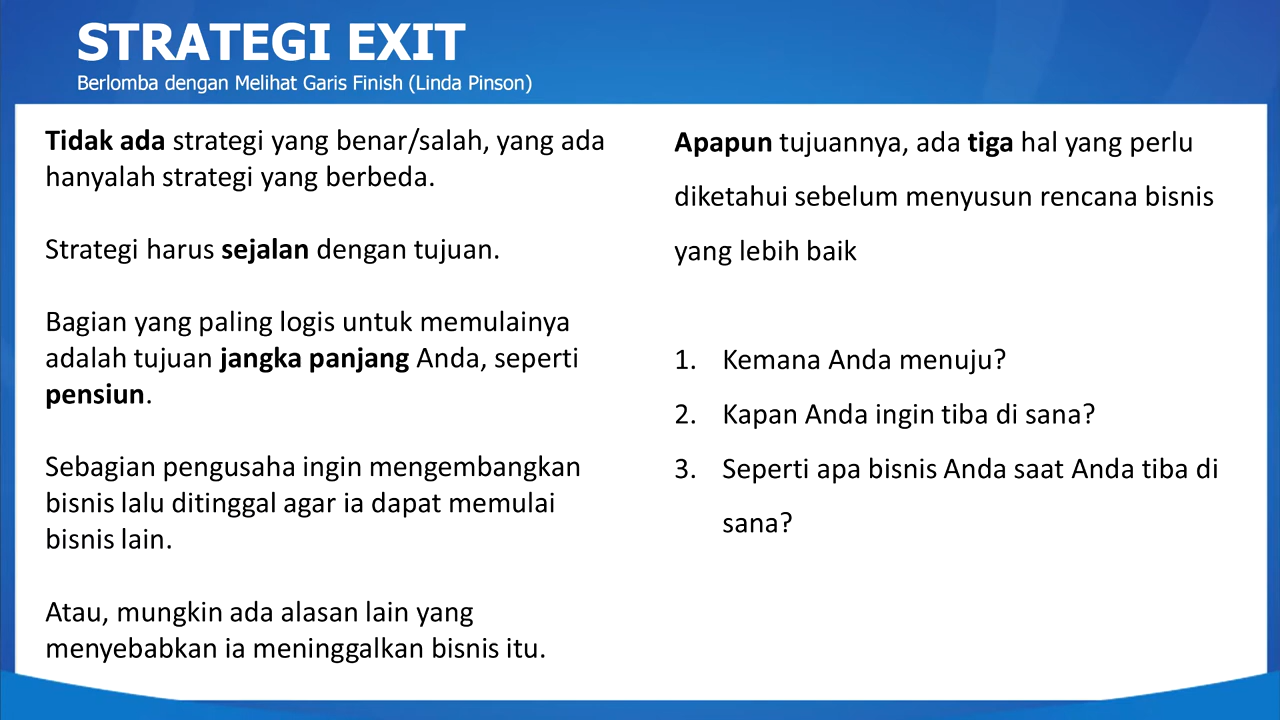 STRATEGI EXIT
Berlomba dengan Melihat Garis Finish (Linda Pinson)
Tidak ada strategi yang benar/salah, yang ada
hanyalah strategi yang berbeda.
Strategi harus sejalan dengan tujuan.
Bagian yang paling logis untuk memulainya
adalah tujuan jangka panjang Anda, seperti
pensiun.
Sebagian pengusaha ingin mengembangkan
bisnis lalu ditinggal agar ia dapat memulai
bisnis lain.
Atau, mungkin ada alasan lain yang
menyebabkan ia meninggalkan bisnis itu.
Apapun tujuannya, ada tiga hal yang perlu
diketahui sebelum menyusun rencana bisnis
yang lebih baik
1. Kemana Anda menuju?
2. Kapan Anda ingin tiba di sana?
3. Seperti apa bisnis Anda saat Anda tiba di
sana?